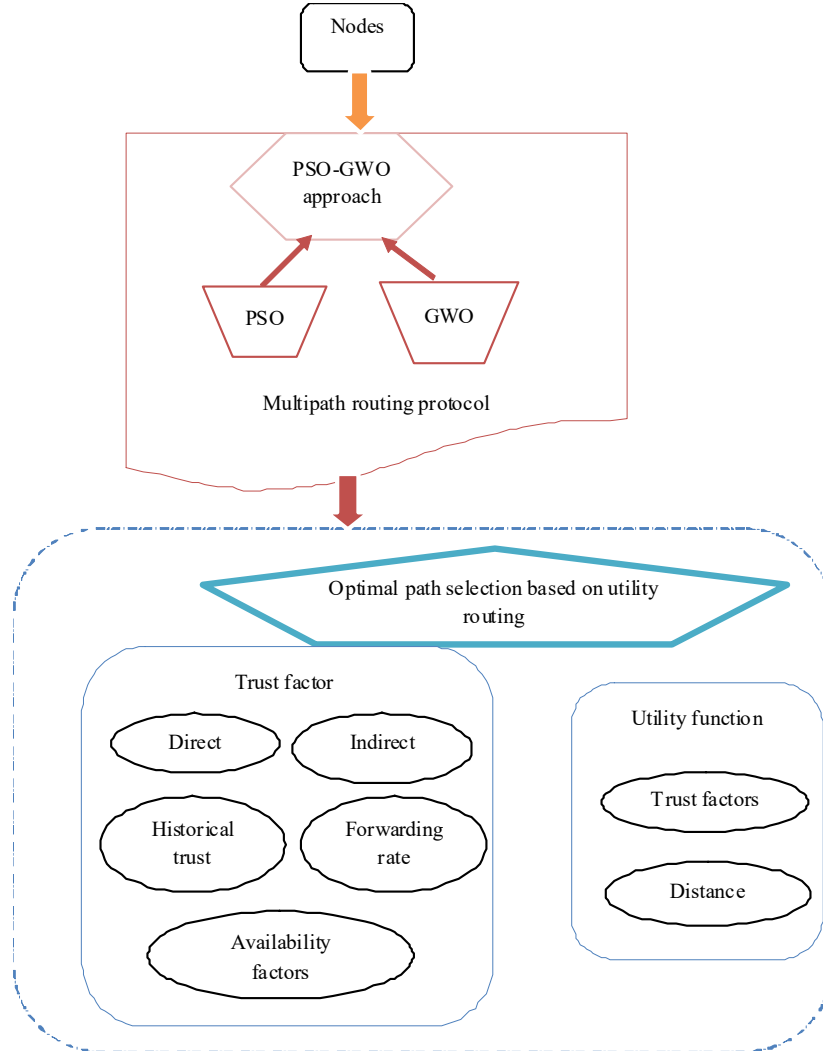 Nodes
PSO-GWO
approach
PSO
GWO
Multipath routing protocol
Optimal path selection based on utility
routing
Trust factor
Direct
Indirect
Historical
trust
Forwarding
rate
Availability
factors
Utility function
Trust factors
Distance